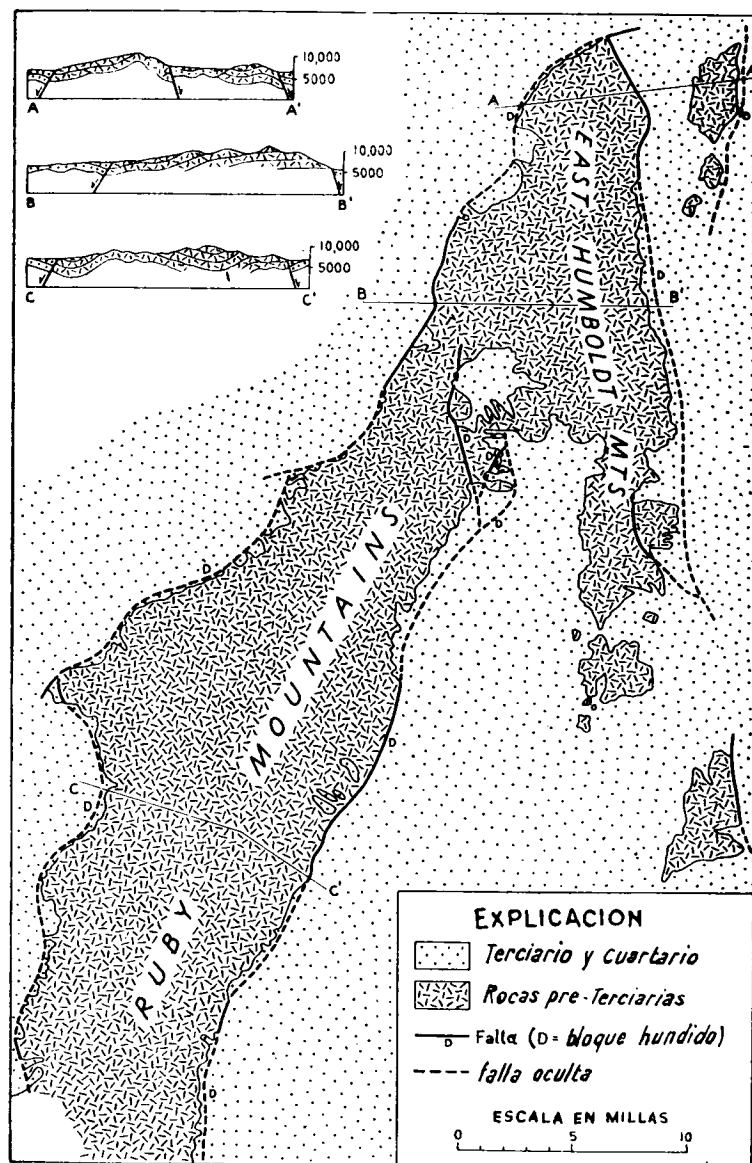 10,000
5000
A
A'
10,000
5000
B
B'
10,000
5000
C
C'
A
D
EAST HUMBOLDT MTS
D
B
B'
D
D
D
RUBY MOUNTAINS
D
D
C
D
C'
D
EXPLICACION
Terciario y Cuartario
Rocas pre-Terciarias
D Falla (D = bloque hundido)
falla oculta
ESCALA EN MILLAS
0 5 10